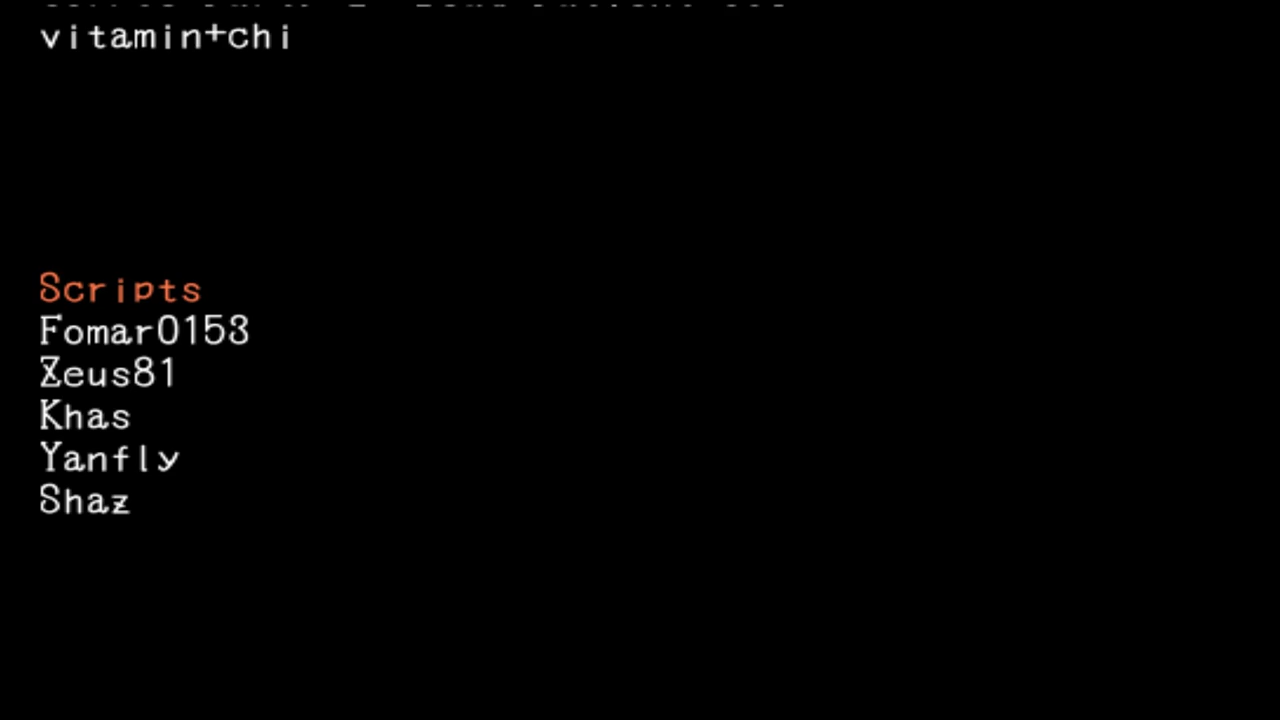 vitamin+chi
Scripts
Fomar0153
Zeus81
Khas
Yanfly
Shaz